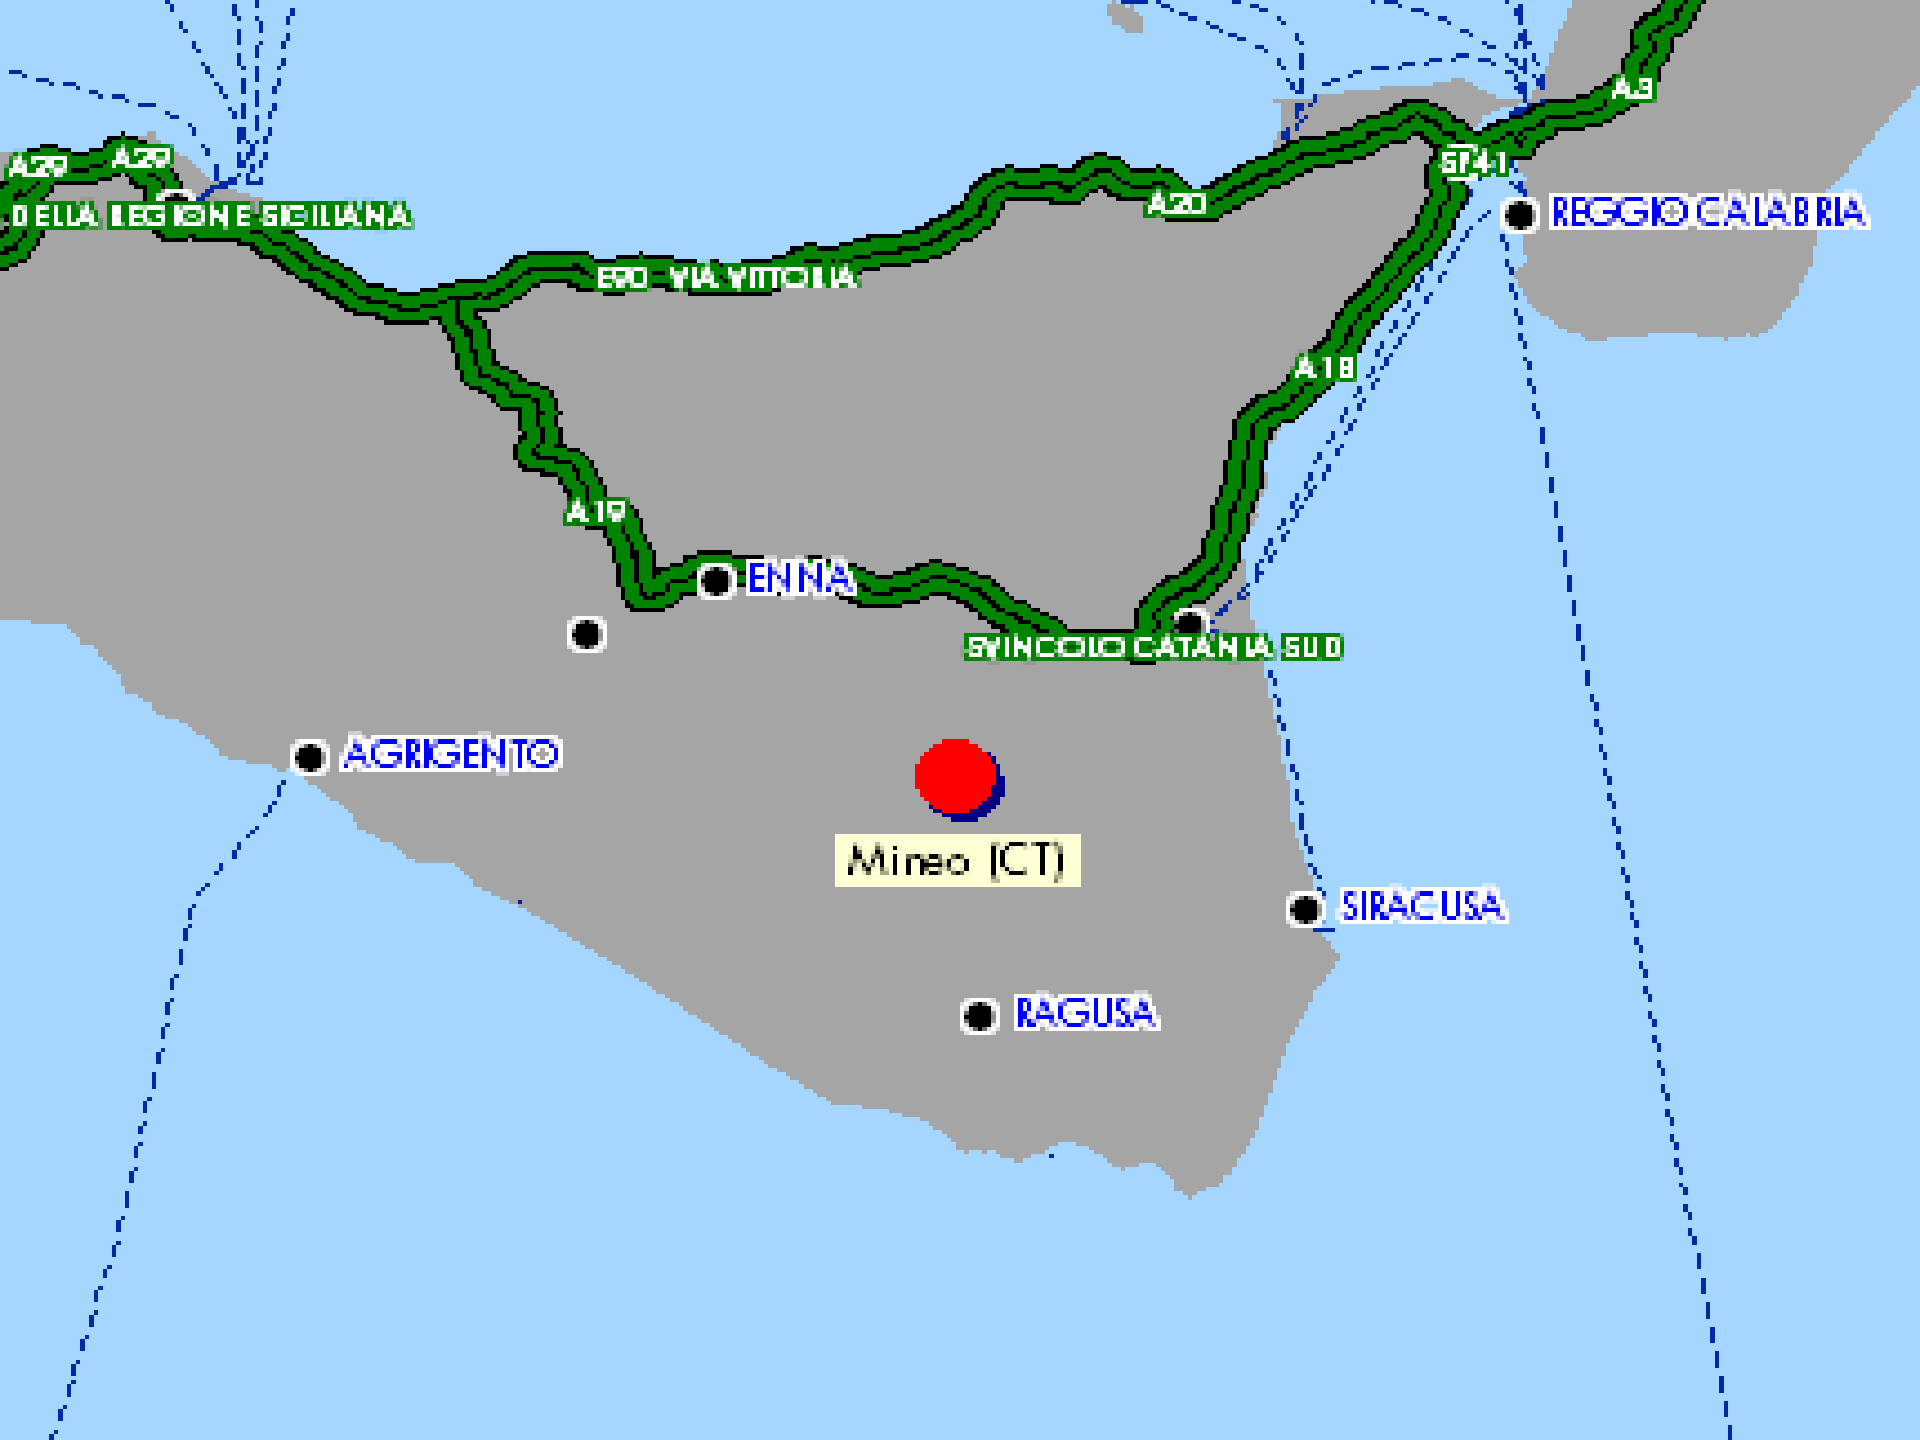 A3
A29
A29
SP41
A20
DELLA REGIONE SICILIANA
REGGIO CALABRIA
E90 VIA VITTORIA
A18
A19
ENNA
SVINCOLO CATANIA SUD
AGRIGENTO
Mineo (CT)
SIRACUSA
RAGUSA